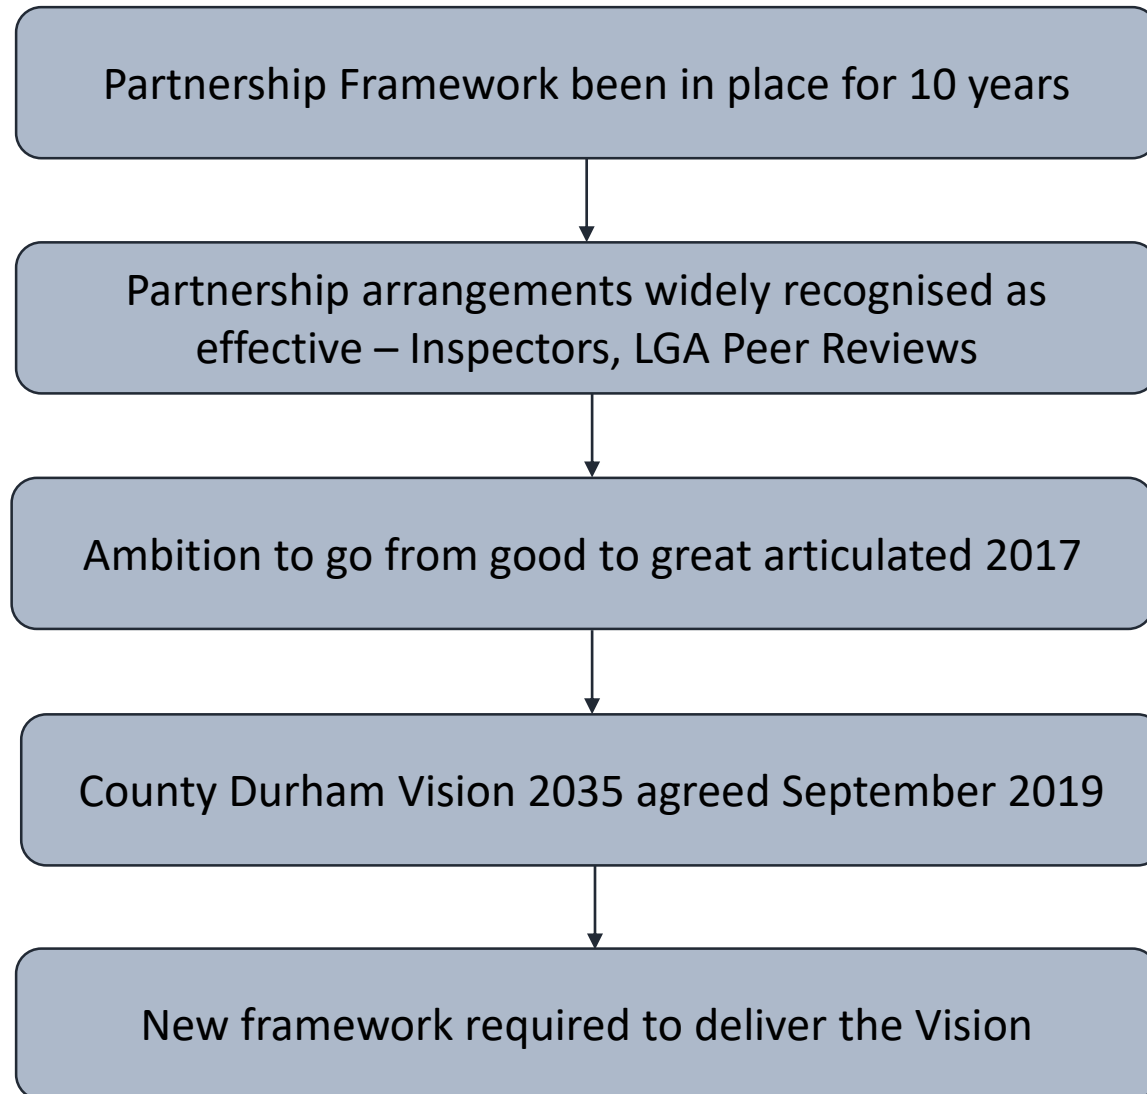 Partnership Framework been in place for 10 years
Partnership arrangements widely recognised as
effective – Inspectors, LGA Peer Reviews
Ambition to go from good to great articulated 2017
County Durham Vision 2035 agreed September 2019
New framework required to deliver the Vision